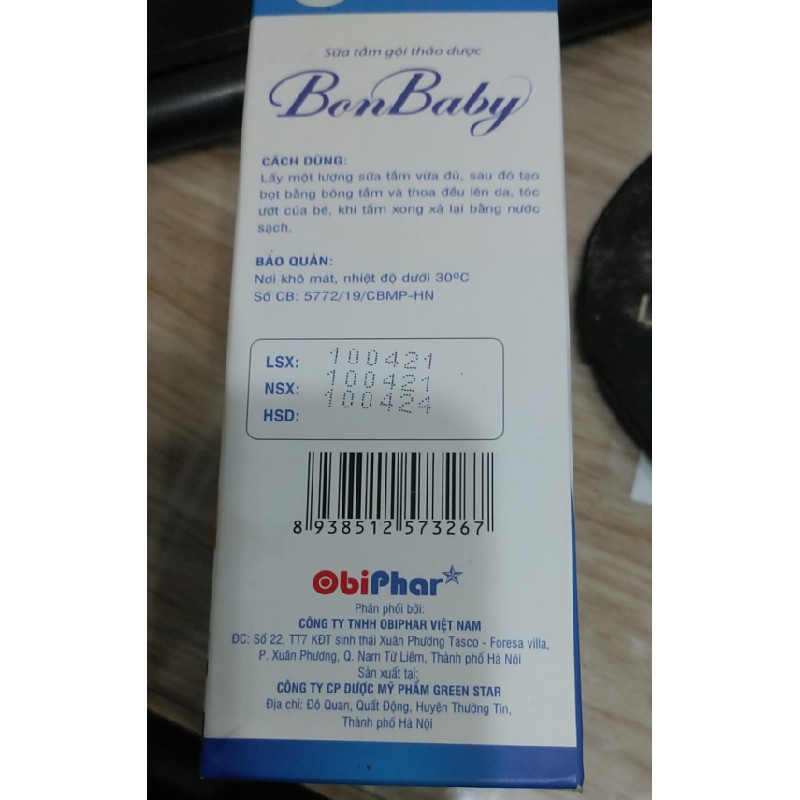 Sữa tắm gội thảo dược
BonBaby
CÁCH DÙNG:
Lấy một lượng sữa tắm vừa đủ, sau đó tạo
bọt bằng bông tắm và thoa đều lên da, tóc
ướt của bé, khi tắm xong xả lại bằng nước
sạch.
BẢO QUẢN:
Nơi khô mát, nhiệt độ dưới 30ºC
Số CB: 5772/19/CBMP-HN
LSX: 100421
NSX: 100421
HSD: 100424
8 938512 573267
ObiPhar
Phân phối bởi:
CÔNG TY TNHH OBIPHAR VIỆT NAM
ĐC: Số 22, TT7 KĐT sinh thái Xuân Phương Tasco - Foresa villa,
P. Xuân Phương, Q. Nam Từ Liêm, Thành phố Hà Nội
Sản xuất tại:
CÔNG TY CP DƯỢC MỸ PHẨM GREEN STAR
Địa chỉ: Đô Quan, Quất Động, Huyện Thường Tín,
Thành phố Hà Nội